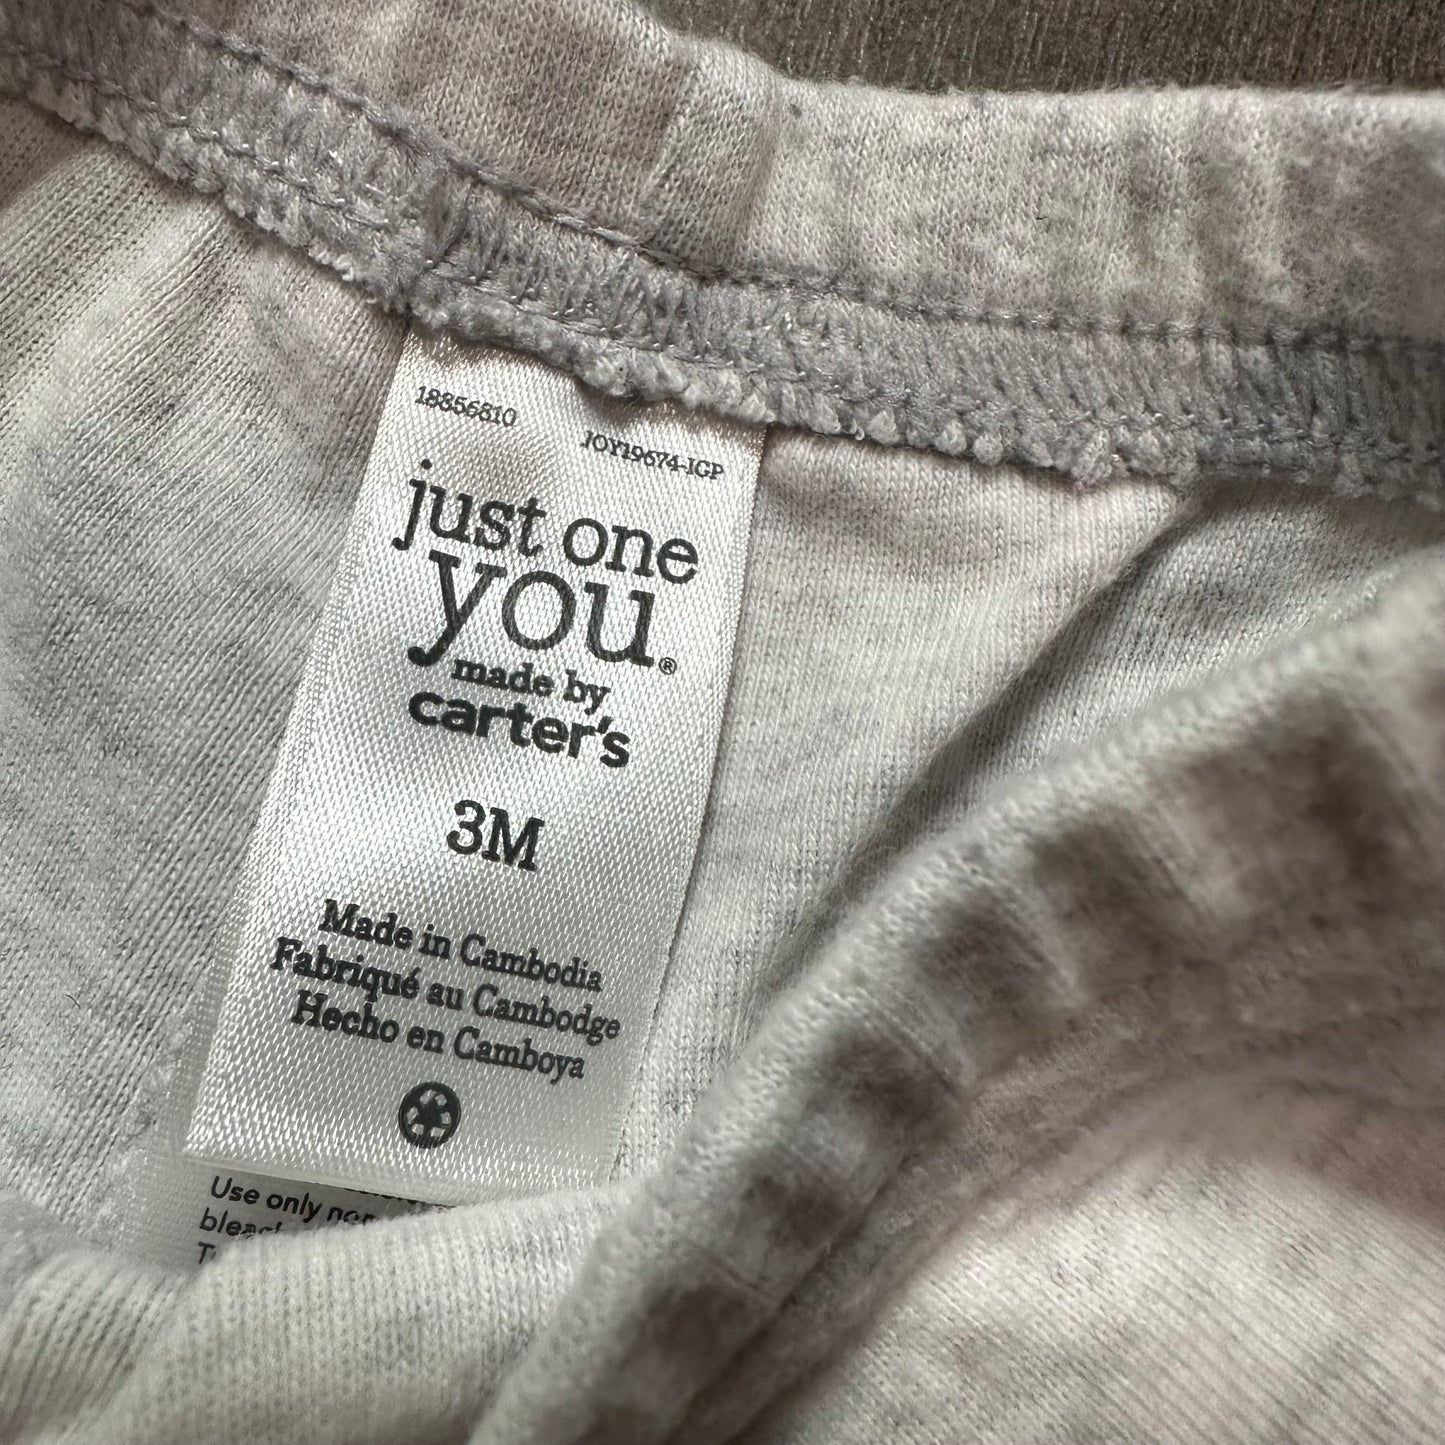 18856810
JOY19674-IGP
just one
you®
made by
carter's
3M
Made in Cambodia
Fabriqué au Cambodge
Hecho en Camboya
Use only